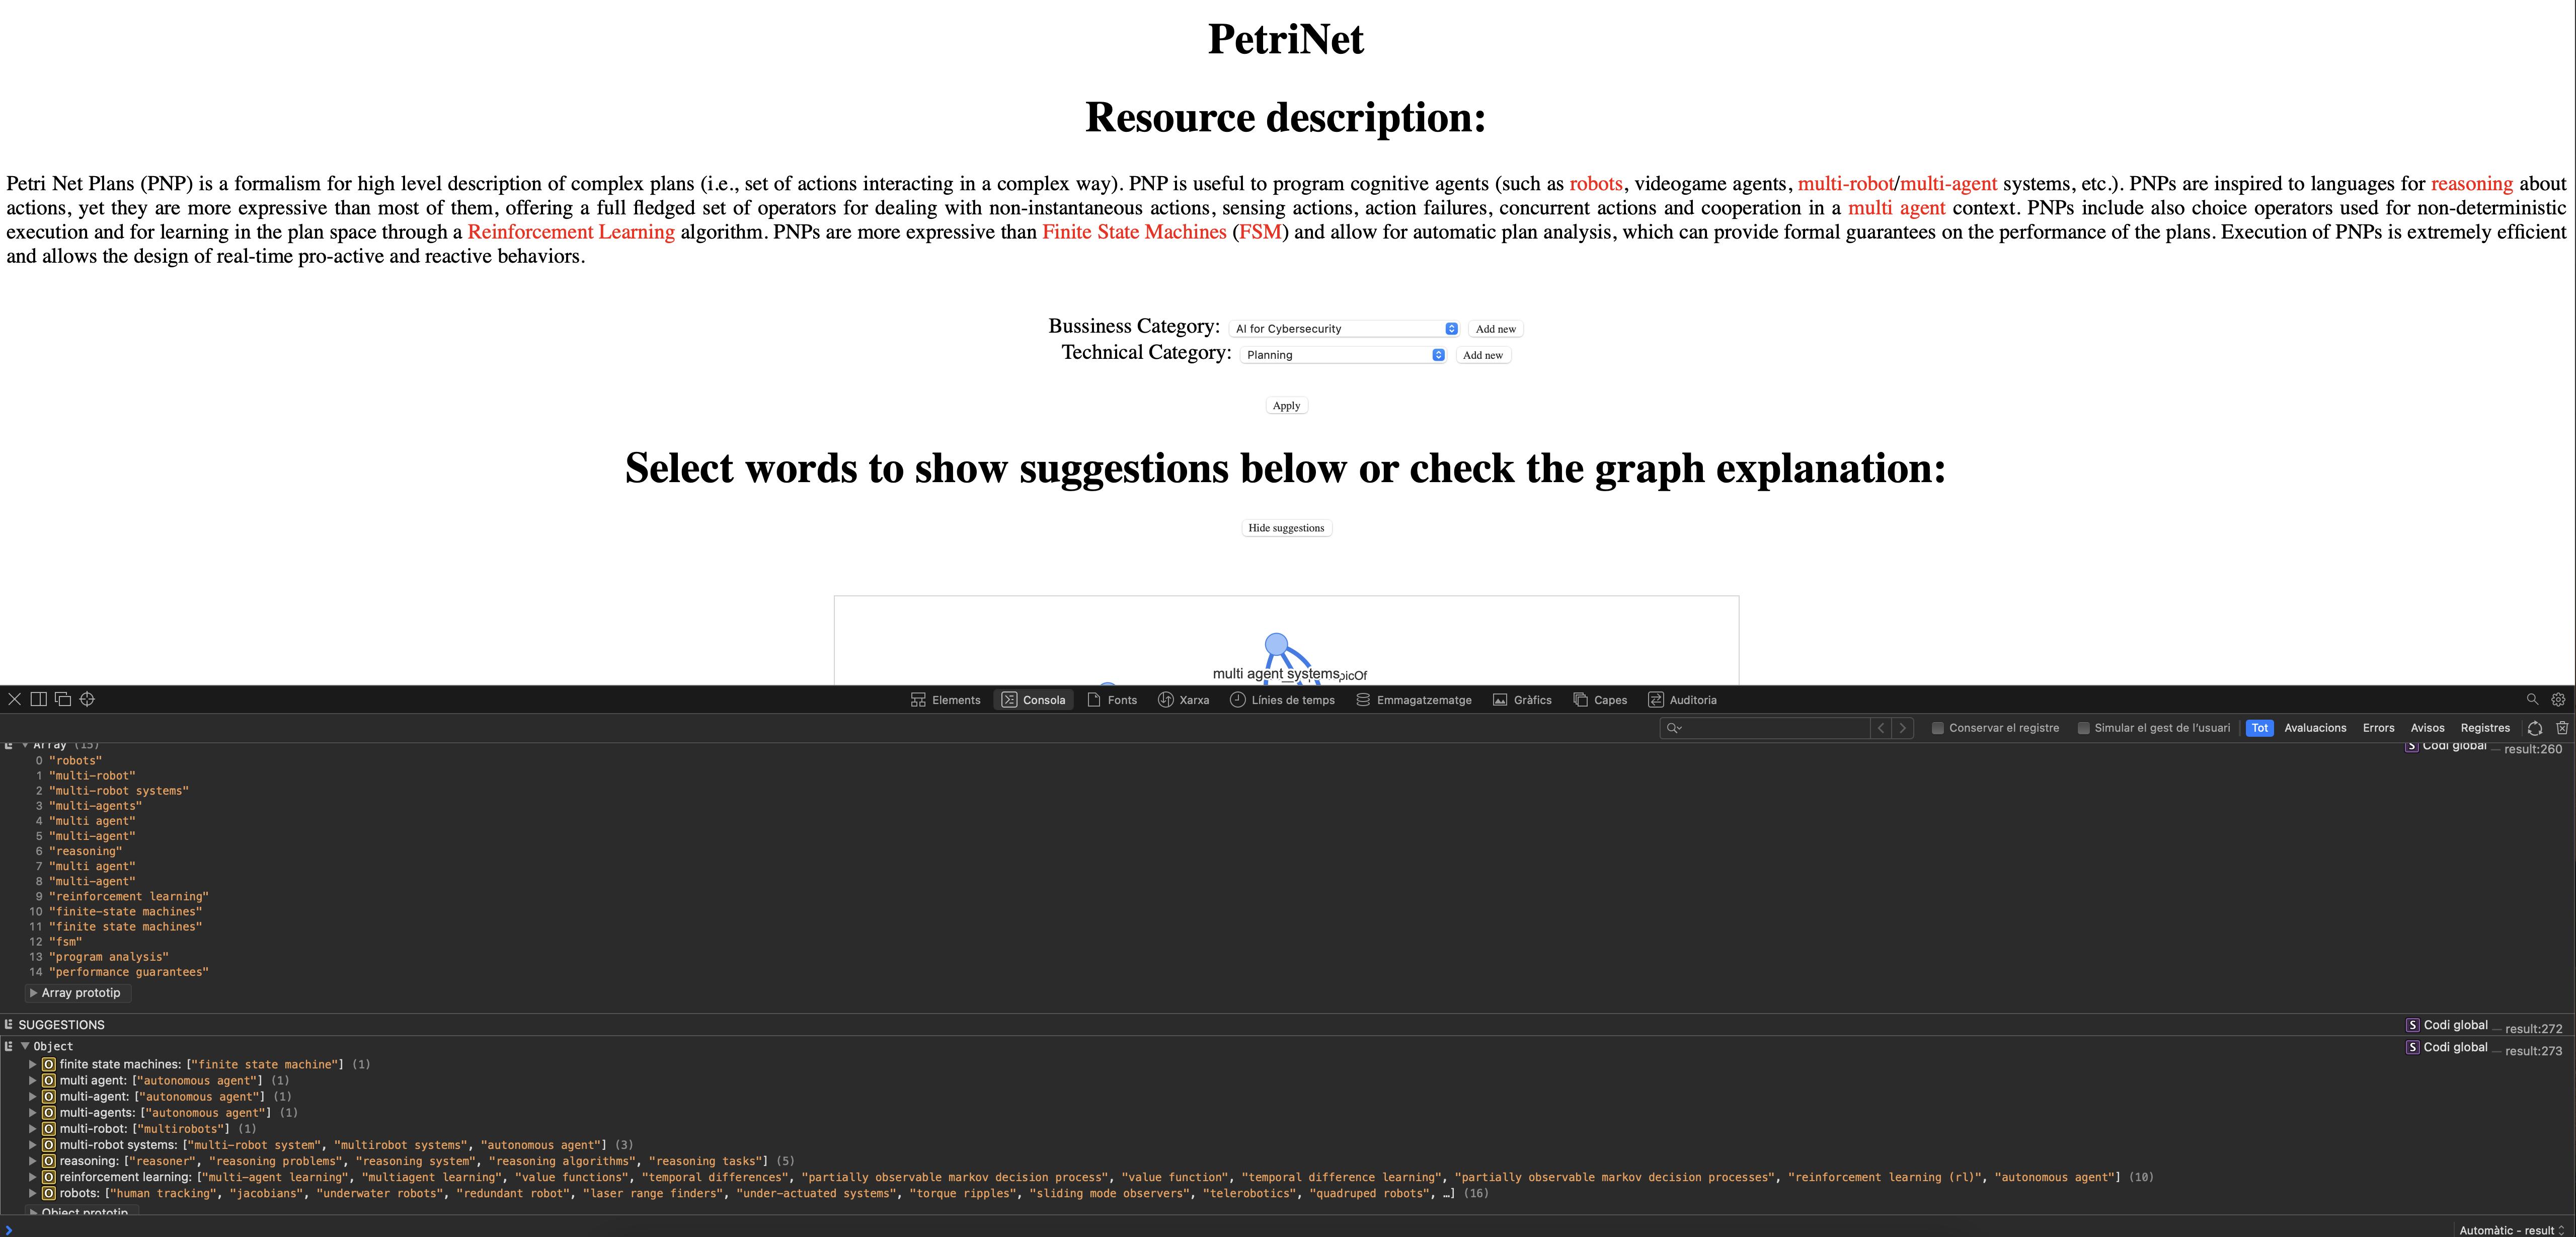 PetriNet
Resource description:
Petri Net Plans (PNP) is a formalism for high level description of complex plans (i.e., set of actions interacting in a complex way). PNP is useful to program cognitive agents (such as robots, videogame agents, multi-robot/multi-agent systems, etc.). PNPs are inspired to languages for reasoning about
actions, yet they are more expressive than most of them, offering a full fledged set of operators for dealing with non-instantaneous actions, sensing actions, action failures, concurrent actions and cooperation in a multi agent context. PNPs include also choice operators used for non-deterministic
execution and for learning in the plan space through a Reinforcement Learning algorithm. PNPs are more expressive than Finite State Machines (FSM) and allow for automatic plan analysis, which can provide formal guarantees on the performance of the plans. Execution of PNPs is extremely efficient
and allows the design of real-time pro-active and reactive behaviors.
Bussiness Category: AI for Cybersecurity Add new
Technical Category: Planning Add new
Apply
Select words to show suggestions below or check the graph explanation:
Hide suggestions
multi agent systems picOf
Elements Consola Fonts Xarxa Línies de temps Emmagatzematge Gràfics Capes Auditoria
Conservar el registre Simular el gest de l'usuari Tot Avaluacions Errors Avisos Registres
Array (15) Codi global — result:260
0 "robots"
1 "multi-robot"
2 "multi-robot systems"
3 "multi-agents"
4 "multi agent"
5 "multi-agent"
6 "reasoning"
7 "multi agent"
8 "multi-agent"
9 "reinforcement learning"
10 "finite-state machines"
11 "finite state machines"
12 "fsm"
13 "program analysis"
14 "performance guarantees"
Array prototip
SUGGESTIONS S Codi global — result:272
Object S Codi global — result:273
O finite state machines: ["finite state machine"] (1)
O multi agent: ["autonomous agent"] (1)
O multi-agent: ["autonomous agent"] (1)
O multi-agents: ["autonomous agent"] (1)
O multi-robot: ["multirobots"] (1)
O multi-robot systems: ["multi-robot system", "multirobot systems", "autonomous agent"] (3)
O reasoning: ["reasoner", "reasoning problems", "reasoning system", "reasoning algorithms", "reasoning tasks"] (5)
O reinforcement learning: ["multi-agent learning", "multiagent learning", "value functions", "temporal differences", "partially observable markov decision process", "value function", "temporal difference learning", "partially observable markov decision processes", "reinforcement learning (rl)", "autonomous agent"] (10)
O robots: ["human tracking", "jacobians", "underwater robots", "redundant robot", "laser range finders", "under-actuated systems", "torque ripples", "sliding mode observers", "telerobotics", "quadruped robots", …] (16)
Object prototip
Automàtic - result